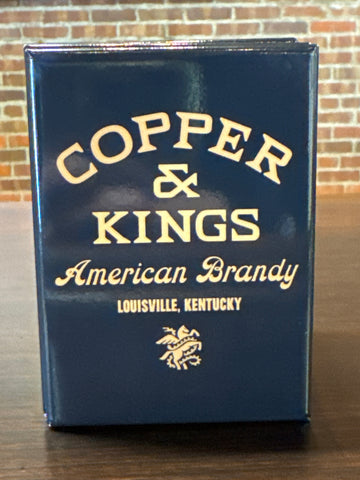 COPPER
&
KINGS
American Brandy
LOUISVILLE, KENTUCKY